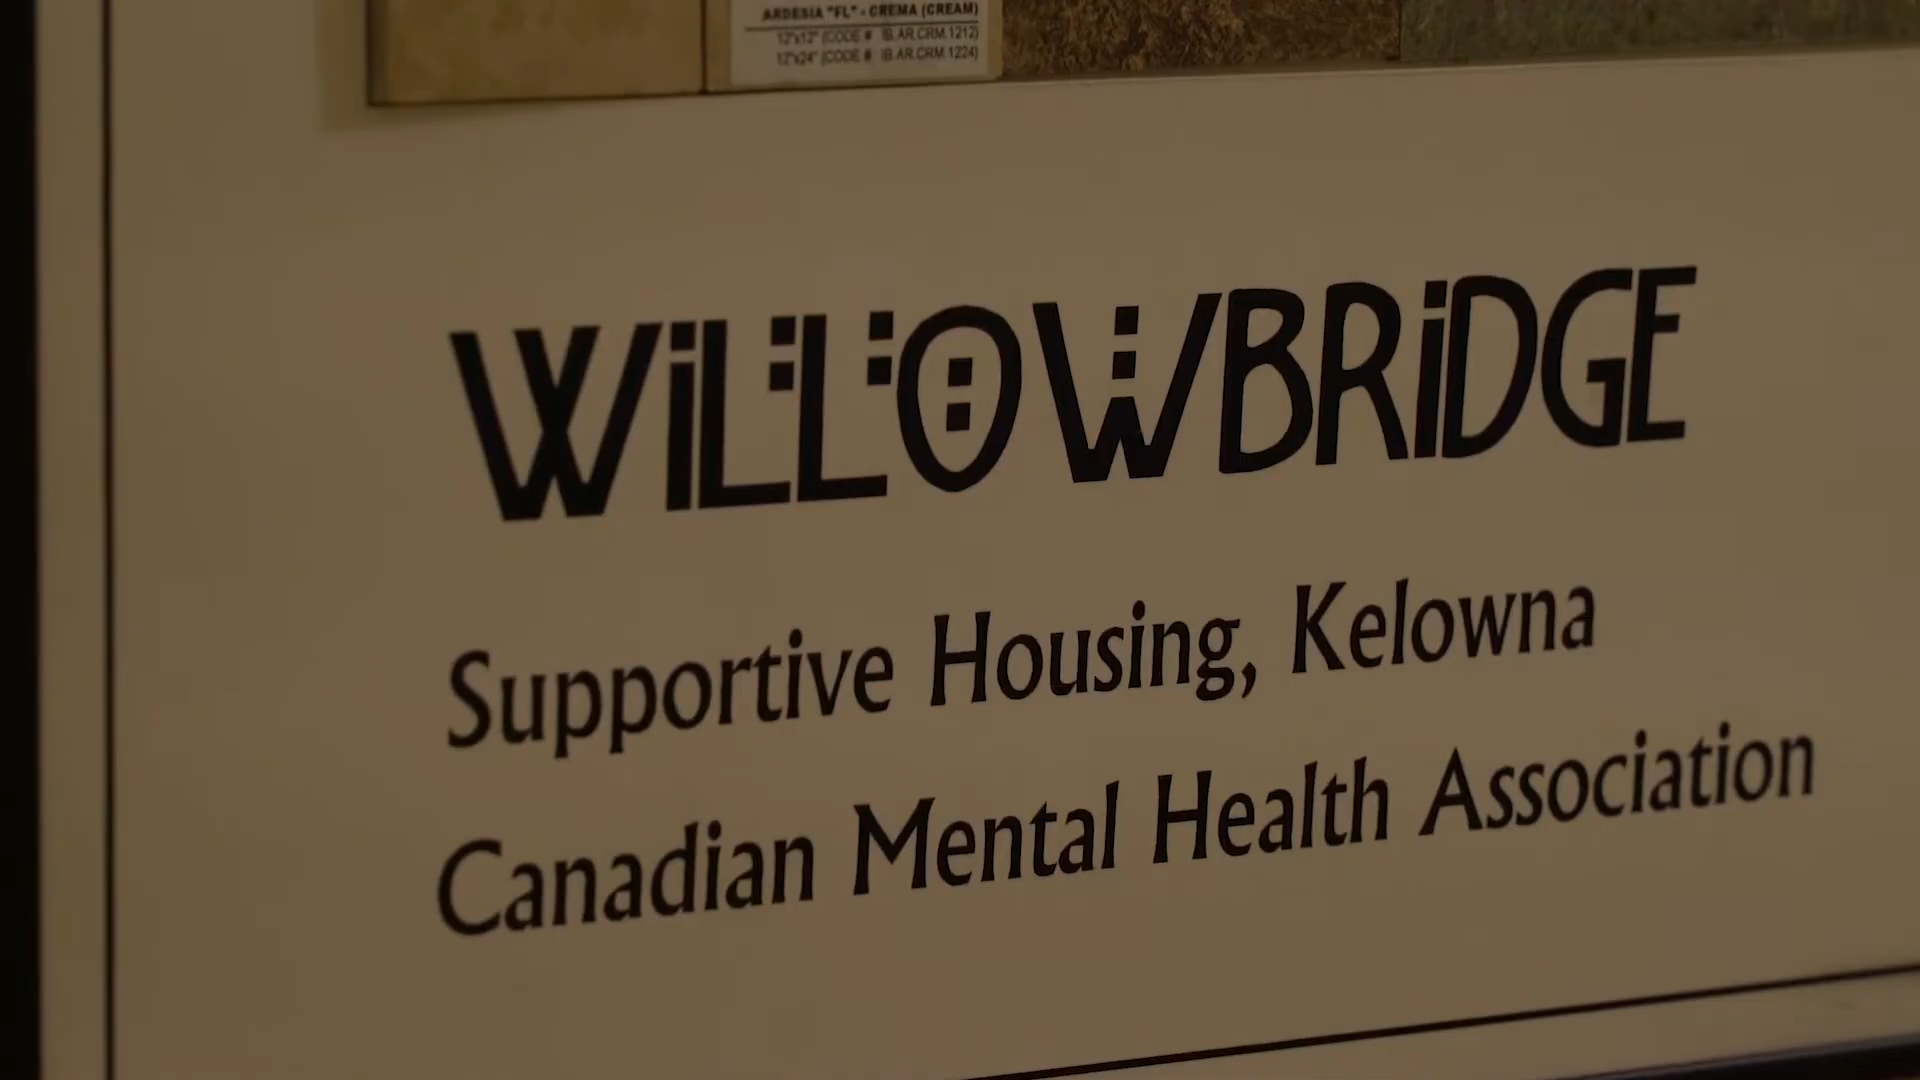 ARDESIA "FL" - CREMA (CREAM)
12"x12" (CODE # IB.AR.CRM.1212)
12"x24" (CODE # IB.AR.CRM.1224)
WiLLOWBRiDGE
Supportive Housing, Kelowna
Canadian Mental Health Association